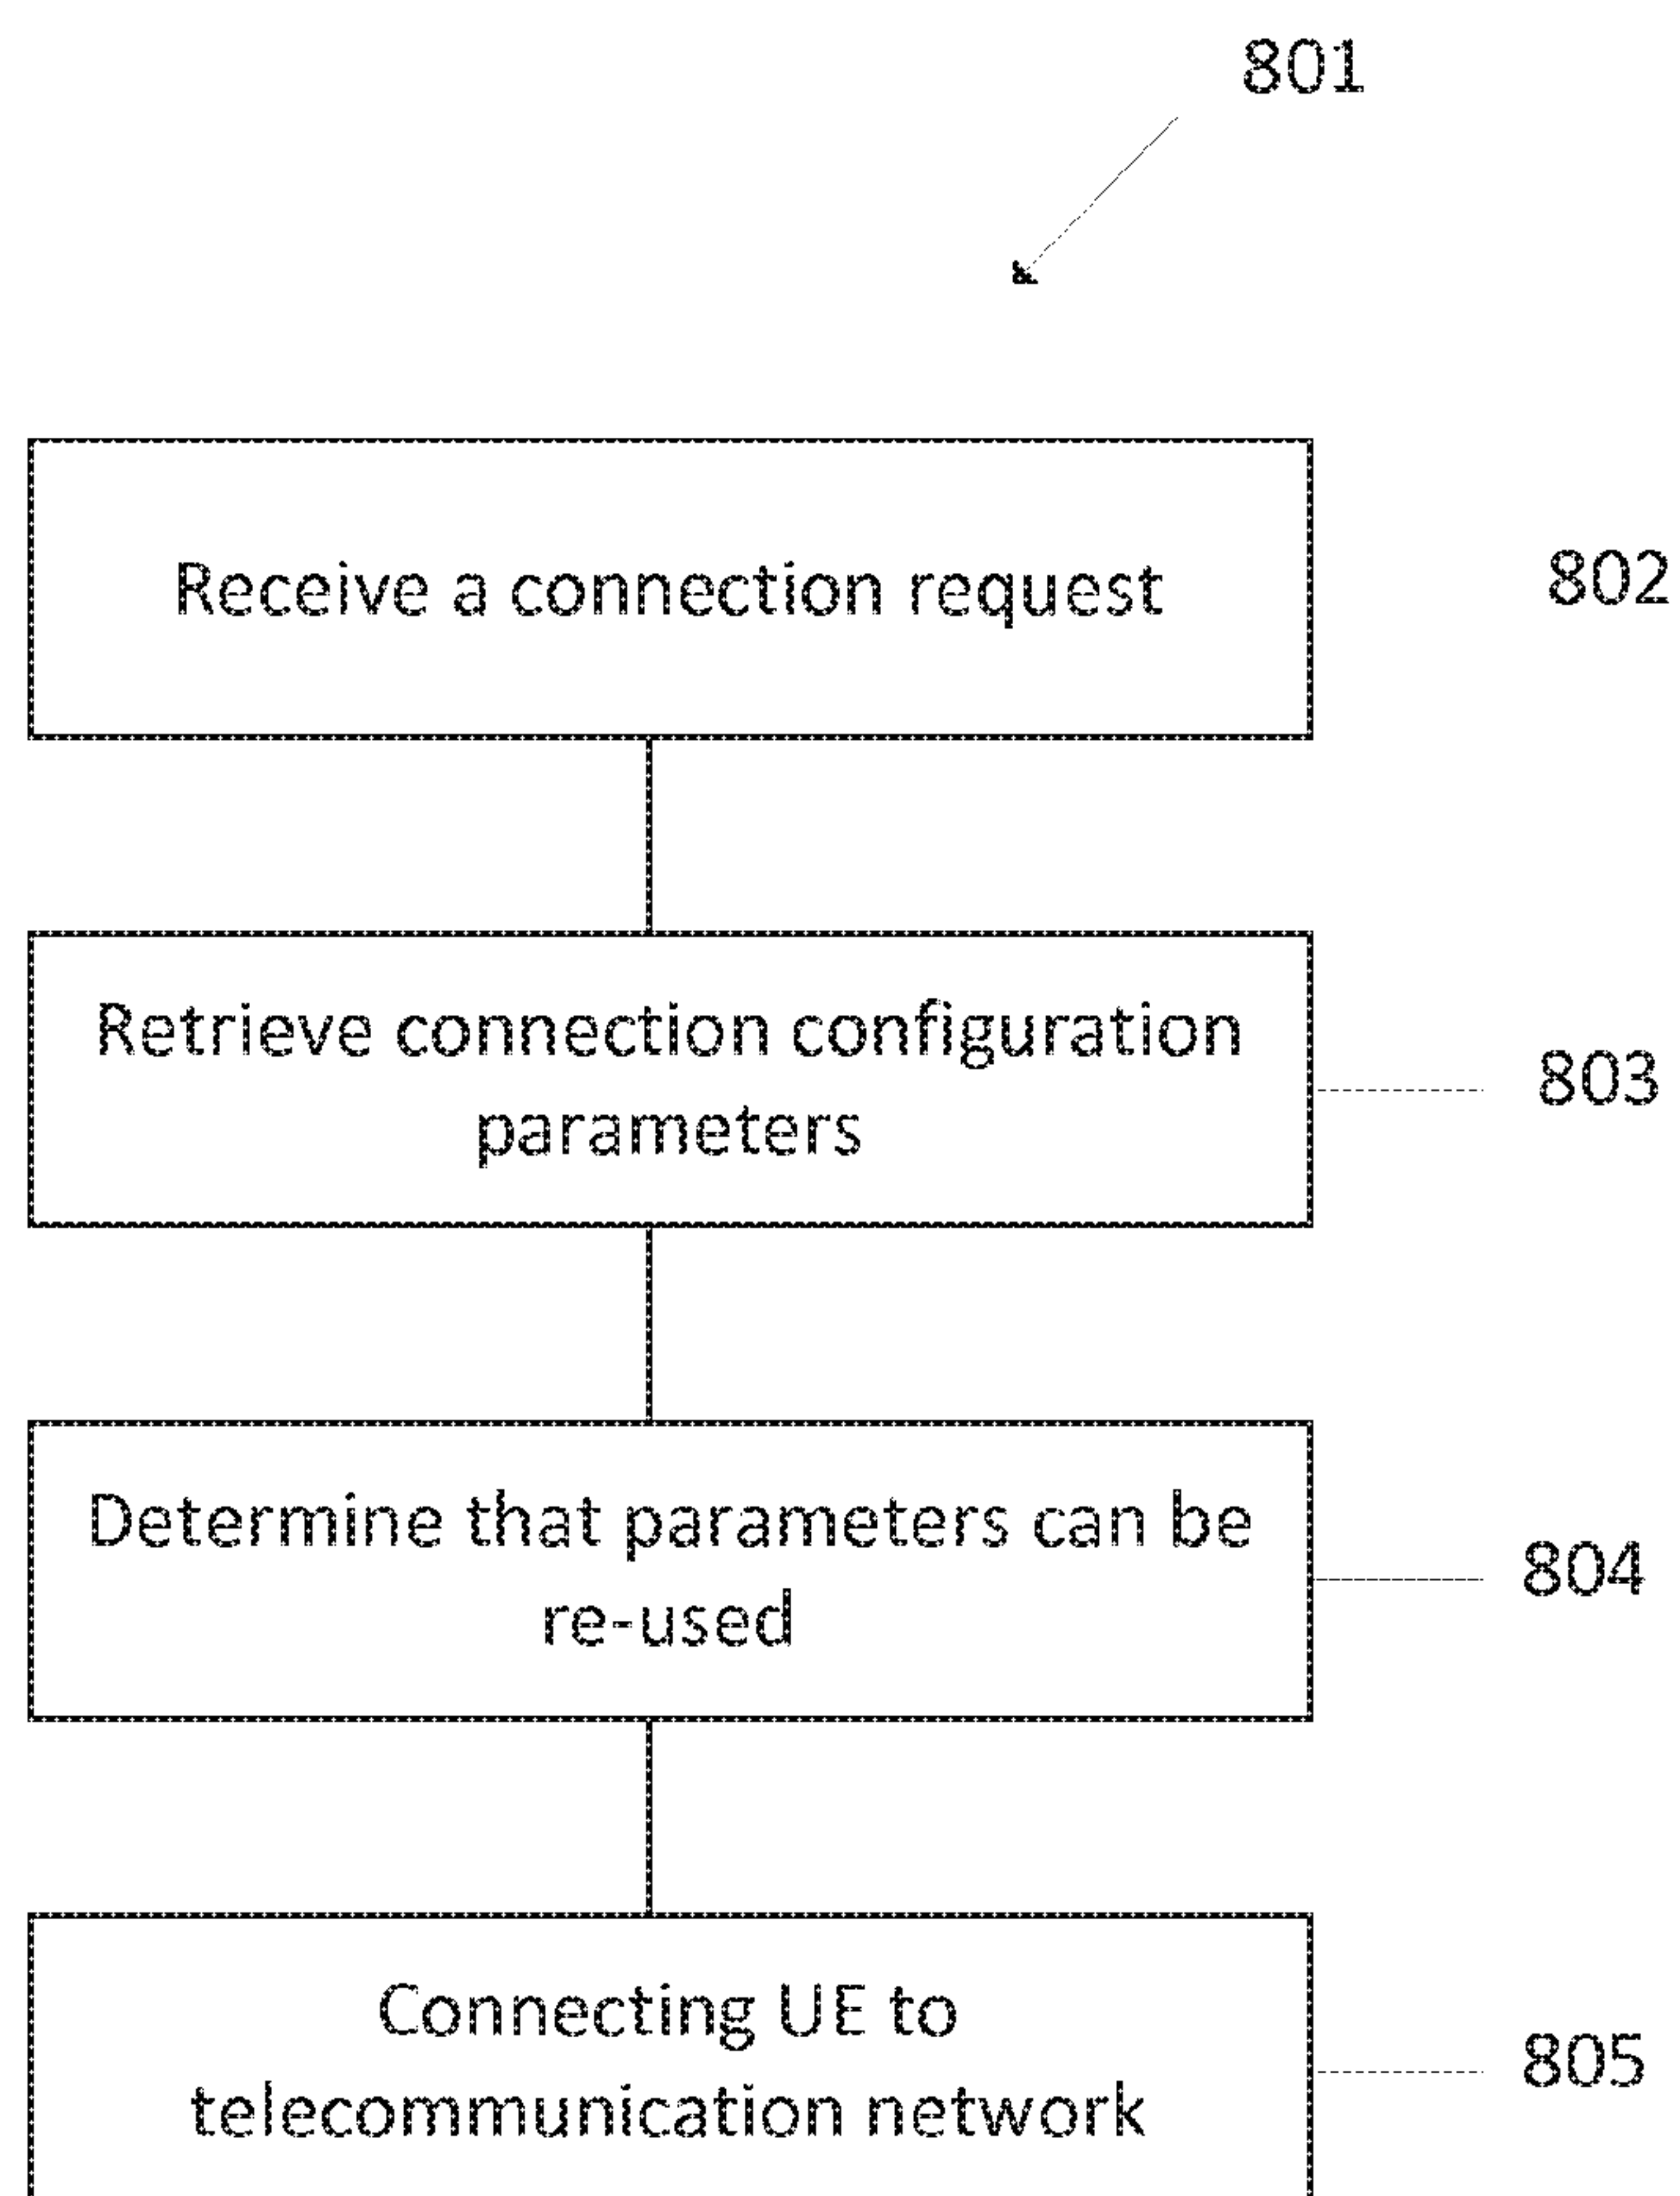 801
Receive a connection request
802
Retrieve connection configuration
parameters
803
Determine that parameters can be
re-used
804
Connecting UE to
telecommunication network
805